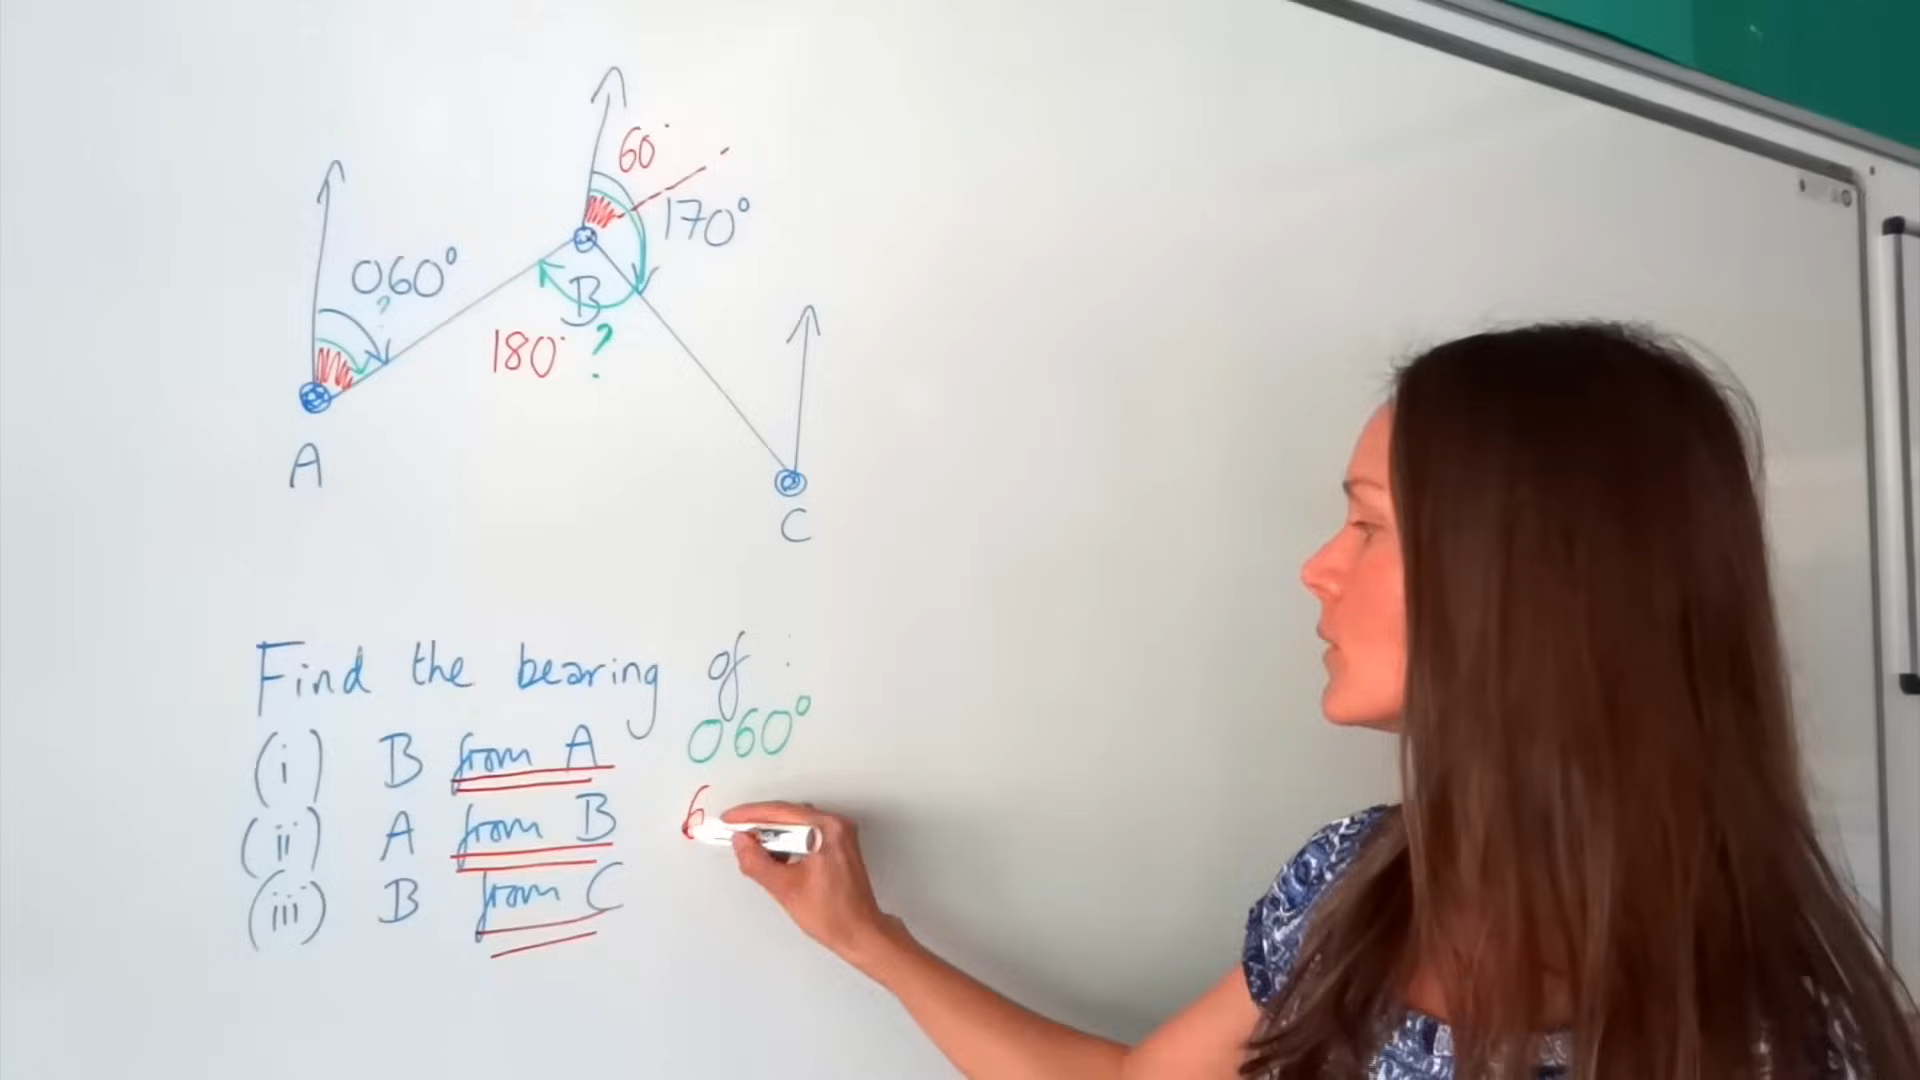 60°
170°
060°
?
B
180° ?
A
C
Find the bearing of :
(i) B from A 060°
(ii) A from B 6
(iii) B from C